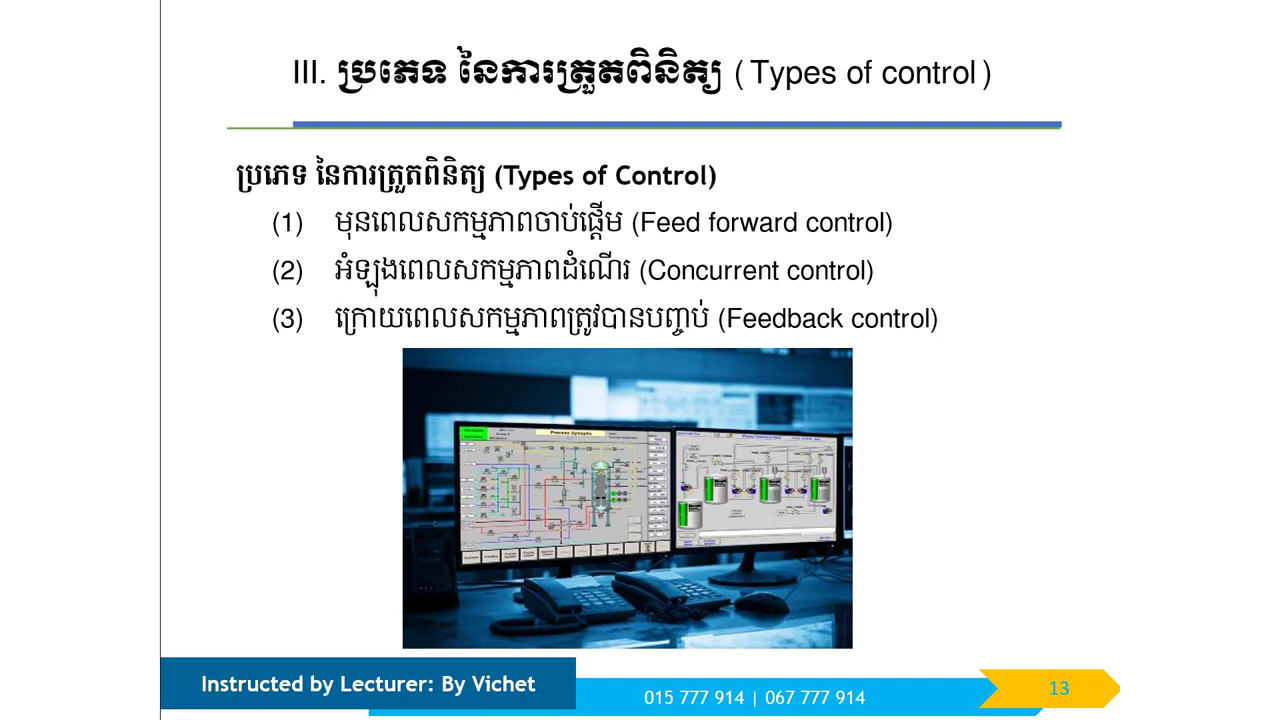 III. ប្រភេទ នៃការត្រួតពិនិត្យ (Types of control)
ប្រភេទ នៃការត្រួតពិនិត្យ (Types of Control)
(1) មុនពេលសកម្មភាពចាប់ផ្តើម (Feed forward control)
(2) អំឡុងពេលសកម្មភាពដំណើរ (Concurrent control)
(3) ក្រោយពេលសកម្មភាពត្រូវបានបញ្ចប់ (Feedback control)
Process Synoptic
Instructed by Lecturer: By Vichet
015 777 914 | 067 777 914
13